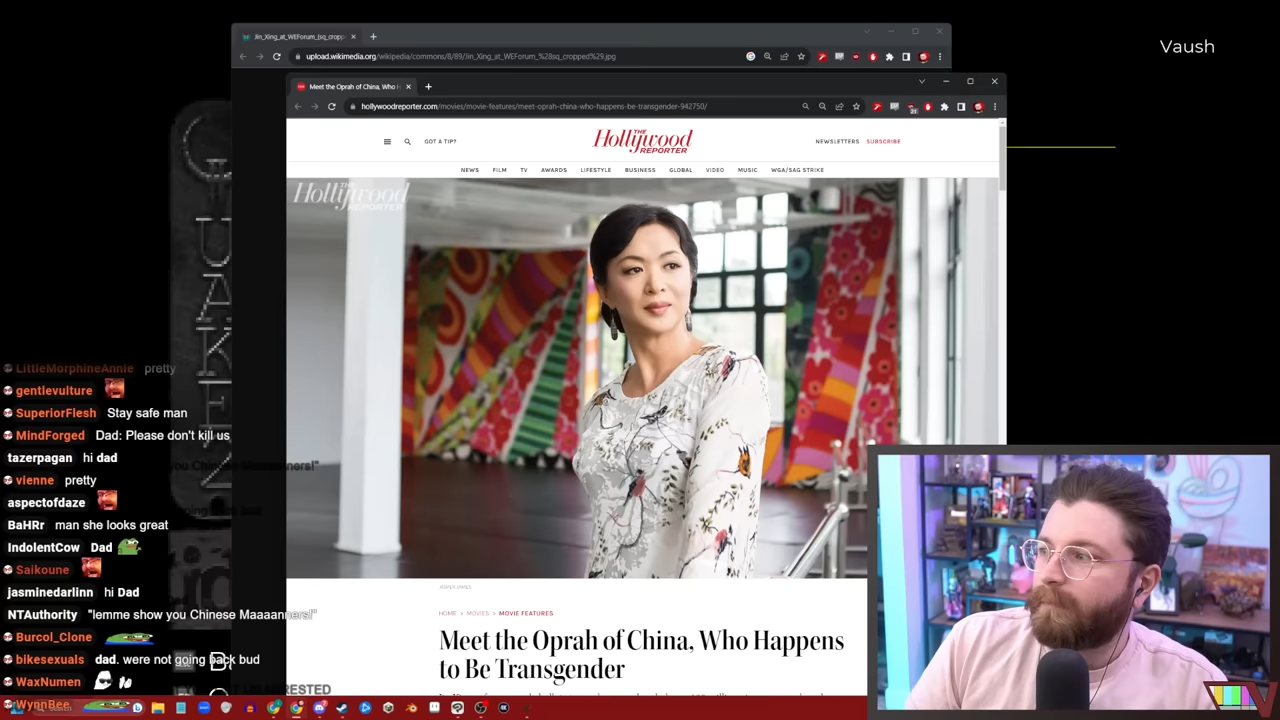 Jin_Xing_at_WEForum_(sq_cropp
upload.wikimedia.org/wikipedia/commons/8/89/Jin_Xing_at_WEForum_%28sq_cropped%29.jpg
Vaush
Meet the Oprah of China, Who H
hollywoodreporter.com/movies/movie-features/meet-oprah-china-who-happens-be-transgender-942750/
21
GOT A TIP?
THE
Hollywood
REPORTER
NEWSLETTERS SUBSCRIBE
NEWS FILM TV AWARDS LIFESTYLE BUSINESS GLOBAL VIDEO MUSIC WGA/SAG STRIKE
THE
Hollywood
REPORTER
LittleMorphineAnnie pretty
gentlevulture
SuperiorFlesh Stay safe man
MindForged Dad: Please don't kill us
tazerpagan hi dad
vienne pretty
aspectofdaze
BaHRr man she looks great
IndolentCow Dad
Saikoune
jasminedarlinn hi Dad
NTAuthority "lemme show you Chinese Maaaanners!"
Burcol_Clone
bikesexuals dad. were not going back bud
WaxNumen
WynnBee
HOME > MOVIES > MOVIE FEATURES
Meet the Oprah of China, Who Happens
to Be Transgender
Search